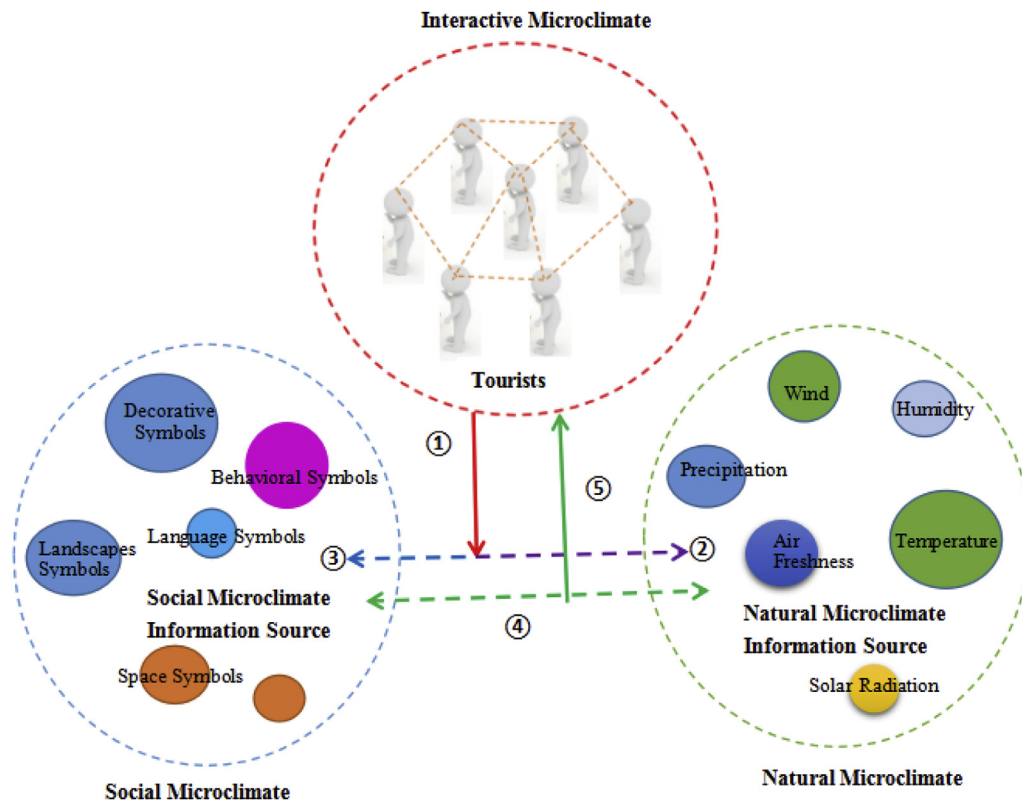 Interactive Microclimate
Tourists
①
⑤
③
②
④
Decorative
Symbols
Behavioral Symbols
Language Symbols
Landscapes
Symbols
Social Microclimate
Information Source
Space Symbols
Social Microclimate
Wind
Humidity
Precipitation
Air
Freshness
Temperature
Natural Microclimate
Information Source
Solar Radiation
Natural Microclimate